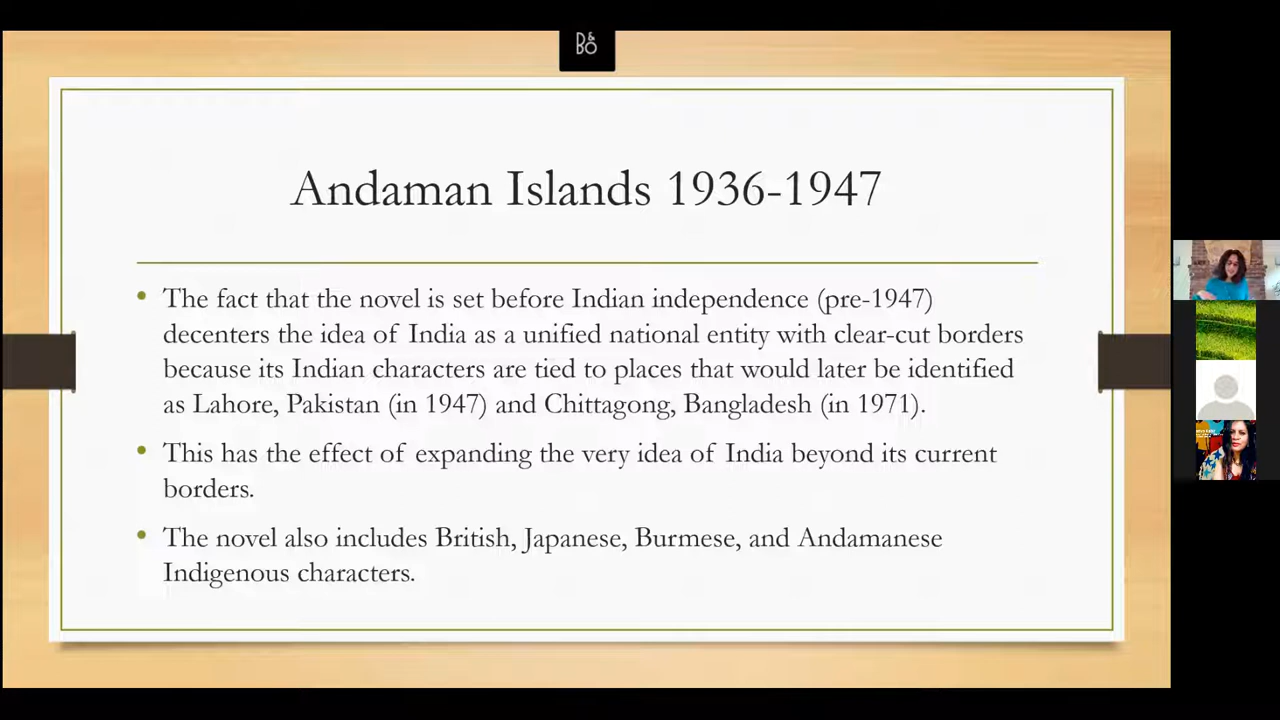 D&
BO
Andaman Islands 1936-1947
• The fact that the novel is set before Indian independence (pre-1947)
decenters the idea of India as a unified national entity with clear-cut borders
because its Indian characters are tied to places that would later be identified
as Lahore, Pakistan (in 1947) and Chittagong, Bangladesh (in 1971).
• This has the effect of expanding the very idea of India beyond its current
borders.
• The novel also includes British, Japanese, Burmese, and Andamanese
Indigenous characters.